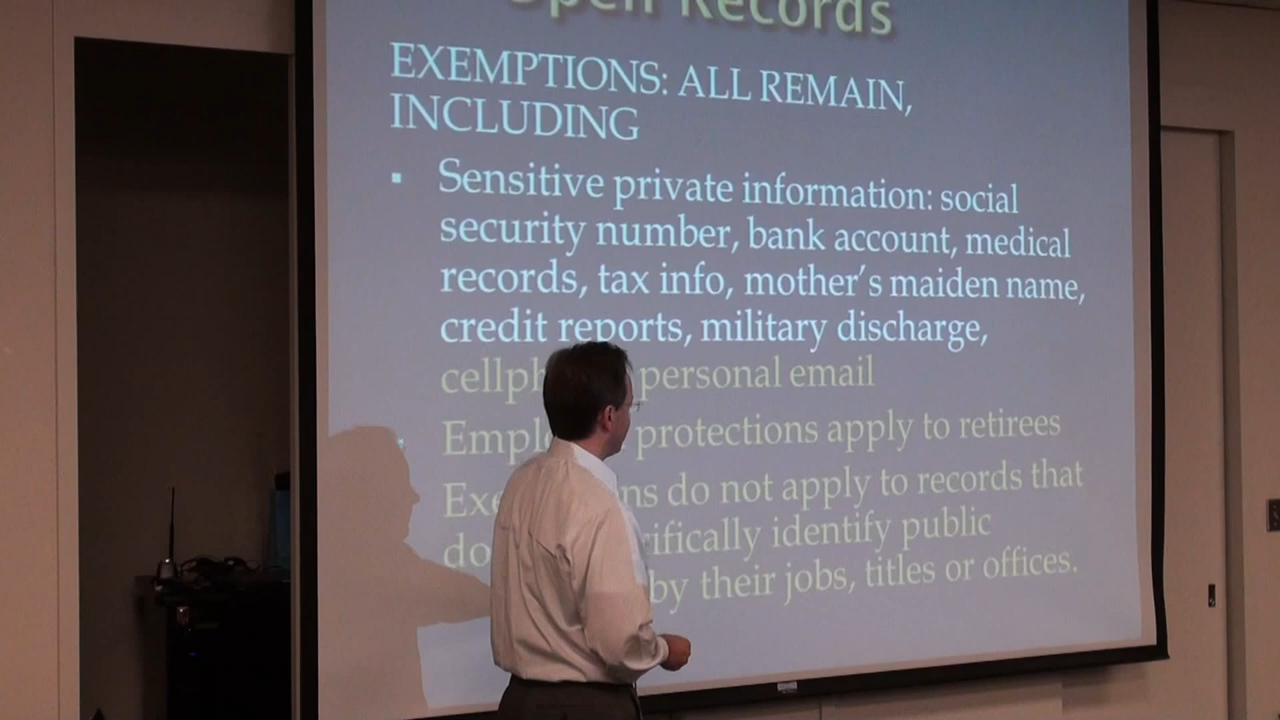 Open Records
EXEMPTIONS: ALL REMAIN,
INCLUDING
▪ Sensitive private information: social
security number, bank account, medical
records, tax info, mother's maiden name,
credit reports, military discharge,
personal email
protections apply to retirees
do not apply to records that
identify public
by their jobs, titles or offices.